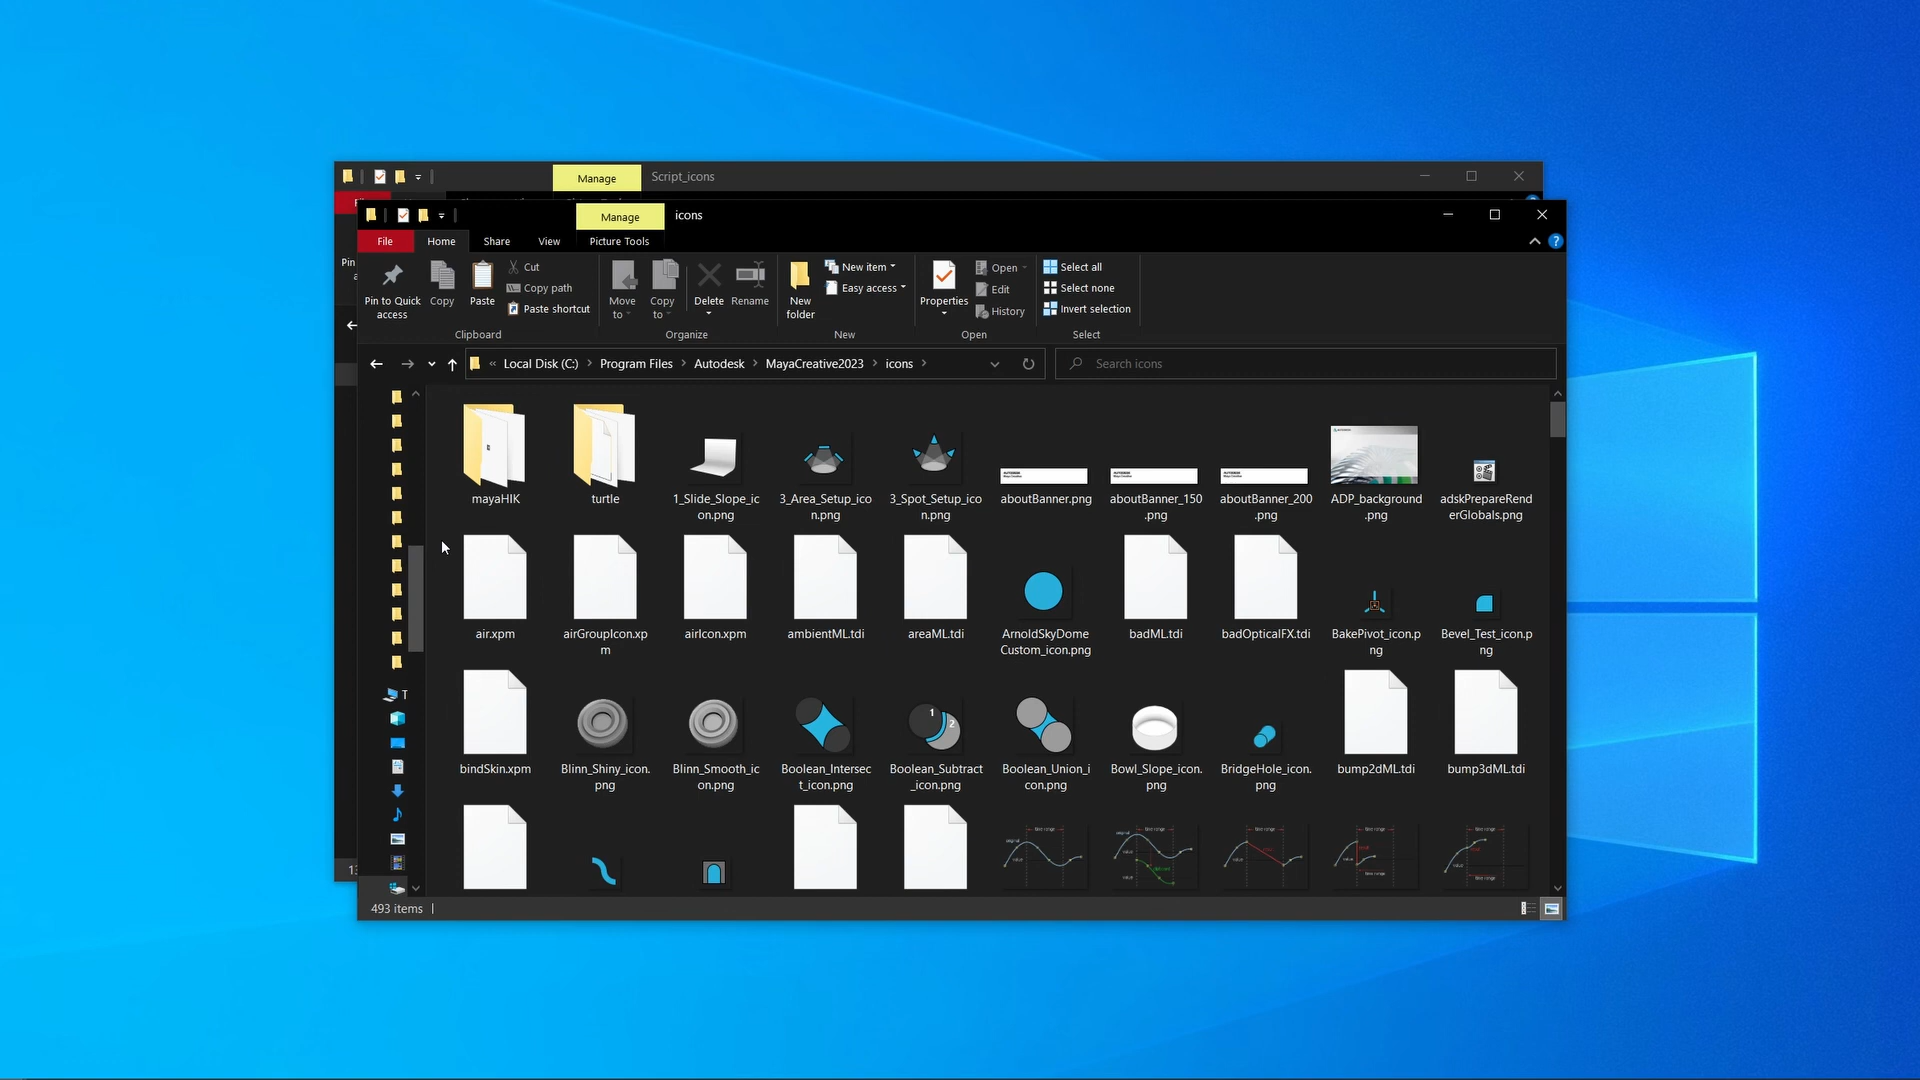 Manage
Script_icons
Manage
icons
File
Home
Share
View
Picture Tools
Pin to Quick access
Copy
Paste
Cut
Copy path
Paste shortcut
Clipboard
Move to
Copy to
Delete
Rename
Organize
New folder
New item
Easy access
New
Properties
Open
Edit
History
Open
Select all
Select none
Invert selection
Select
« Local Disk (C:) > Program Files > Autodesk > MayaCreative2023 > icons >
Search icons
mayaHIK
turtle
1_Slide_Slope_ic
on.png
3_Area_Setup_ico
n.png
3_Spot_Setup_ico
n.png
aboutBanner.png
aboutBanner_150
.png
aboutBanner_200
.png
ADP_background
.png
adskPrepareRend
erGlobals.png
air.xpm
airGroupIcon.xp
m
airIcon.xpm
ambientML.tdi
areaML.tdi
ArnoldSkyDome
Custom_icon.png
badML.tdi
badOpticalFX.tdi
BakePivot_icon.p
ng
Bevel_Test_icon.p
ng
bindSkin.xpm
Blinn_Shiny_icon.
png
Blinn_Smooth_ic
on.png
Boolean_Intersec
t_icon.png
Boolean_Subtract
_icon.png
Boolean_Union_i
con.png
Bowl_Slope_icon.
png
BridgeHole_icon.
png
bump2dML.tdi
bump3dML.tdi
493 items